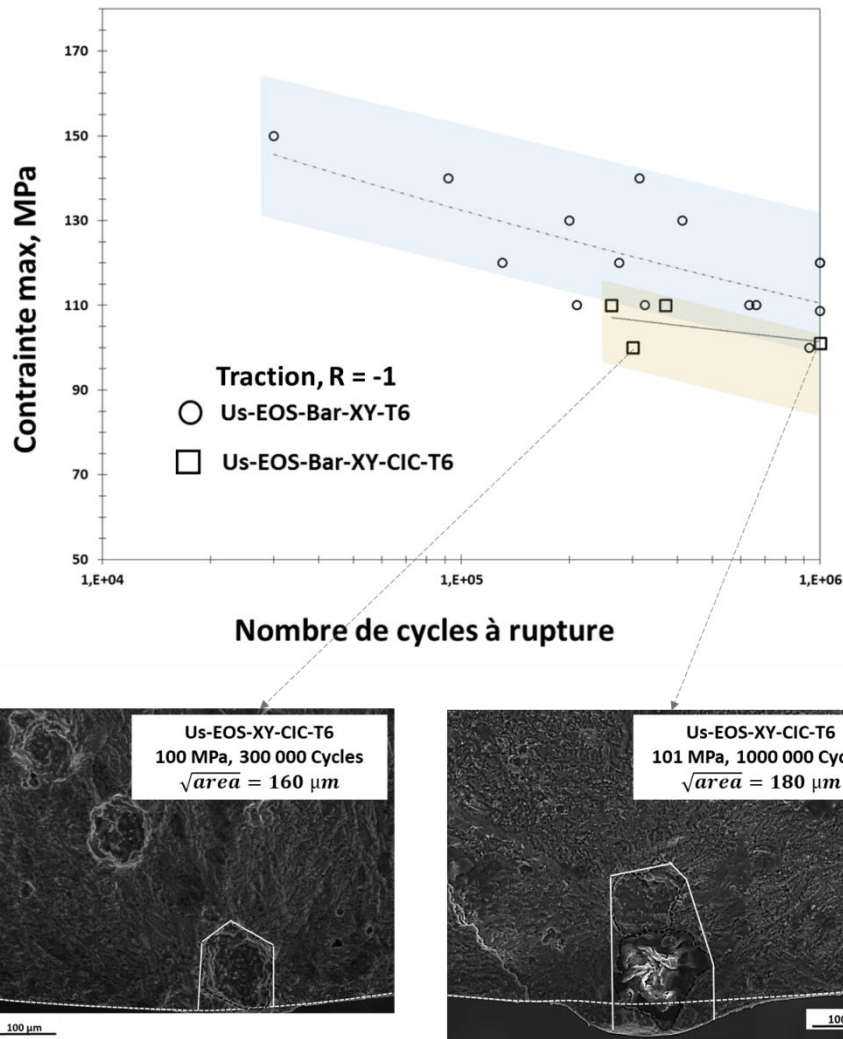 170
150
130
110
90
70
50
Contrainte max, MPa
Traction, R = -1
Us-EOS-Bar-XY-T6
Us-EOS-Bar-XY-CIC-T6
1,E+04
1,E+05
1,E+06
Nombre de cycles à rupture
Us-EOS-XY-CIC-T6
100 MPa, 300 000 Cycles
√area = 160 μm
100 μm
Us-EOS-XY-CIC-T6
101 MPa, 1000 000 Cyc
√area = 180 μm
100